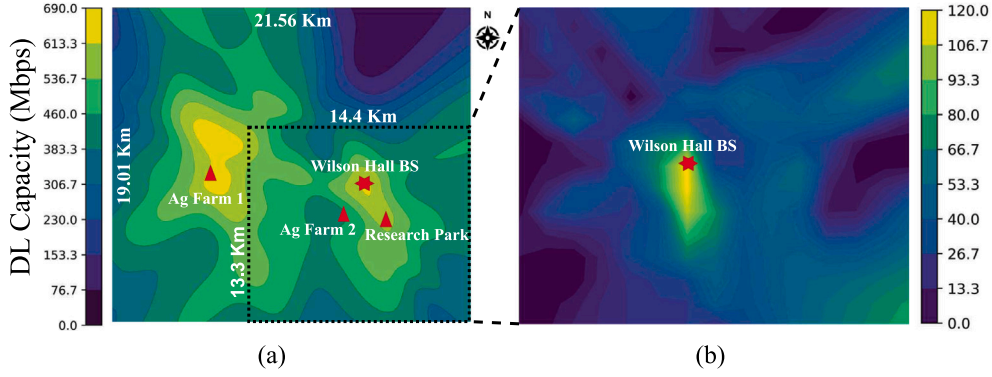 DL Capacity (Mbps)
690.0
613.3
536.7
460.0
383.3
306.7
230.0
153.3
76.7
0.0
21.56 Km
19.01 Km
14.4 Km
13.3 Km
Wilson Hall BS
Ag Farm 1
Ag Farm 2
Research Park
N
Wilson Hall BS
120.0
106.7
93.3
80.0
66.7
53.3
40.0
26.7
13.3
0.0
(a)
(b)